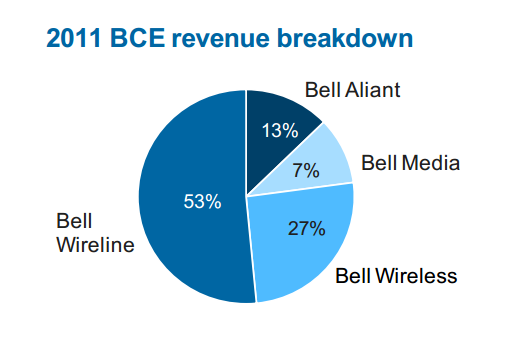 2011 BCE revenue breakdown
Bell Aliant
13%
Bell Media
7%
53%
Bell
Wireline
27%
Bell Wireless